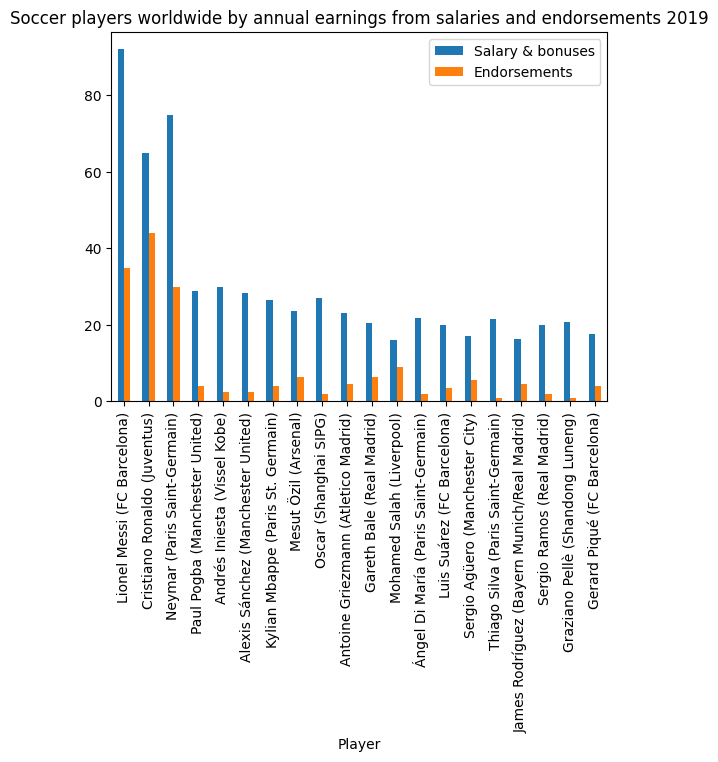 Soccer players worldwide by annual earnings from salaries and endorsements 2019
Salary & bonuses
Endorsements
80
60
40
20
0
Lionel Messi (FC Barcelona)
Cristiano Ronaldo (Juventus)
Neymar (Paris Saint-Germain)
Paul Pogba (Manchester United)
Andrés Iniesta (Vissel Kobe)
Alexis Sánchez (Manchester United)
Kylian Mbappe (Paris St. Germain)
Mesut Özil (Arsenal)
Oscar (Shanghai SIPG)
Antoine Griezmann (Atletico Madrid)
Gareth Bale (Real Madrid)
Mohamed Salah (Liverpool)
Ángel Di María (Paris Saint-Germain)
Luis Suárez (FC Barcelona)
Sergio Agüero (Manchester City)
Thiago Silva (Paris Saint-Germain)
James Rodríguez (Bayern Munich/Real Madrid)
Sergio Ramos (Real Madrid)
Graziano Pellè (Shandong Luneng)
Gerard Piqué (FC Barcelona)
Player